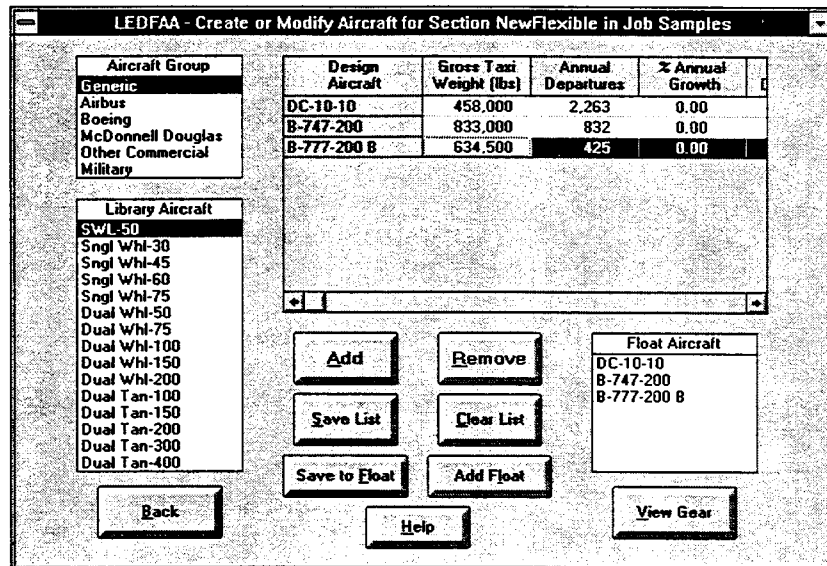 LEDFAA - Create or Modify Aircraft for Section NewFlexible in Job Samples
Aircraft Group
Generic
Airbus
Boeing
McDonnell Douglas
Other Commercial
Military
Library Aircraft
SWL-50
Sngl Whl-30
Sngl Whl-45
Sngl Whl-60
Sngl Whl-75
Dual Whl-50
Dual Whl-75
Dual Whl-100
Dual Whl-150
Dual Whl-200
Dual Tan-100
Dual Tan-150
Dual Tan-200
Dual Tan-300
Dual Tan-400
Back
Design Aircraft Gross Taxi Weight (lbs) Annual Departures % Annual Growth
DC-10-10 458,000 2,263 0.00
B-747-200 833,000 832 0.00
B-777-200 B 634,500 425 0.00
Add Remove
Save List Clear List
Save to Float Add Float
Help
Float Aircraft
DC-10-10
B-747-200
B-777-200 B
View Gear